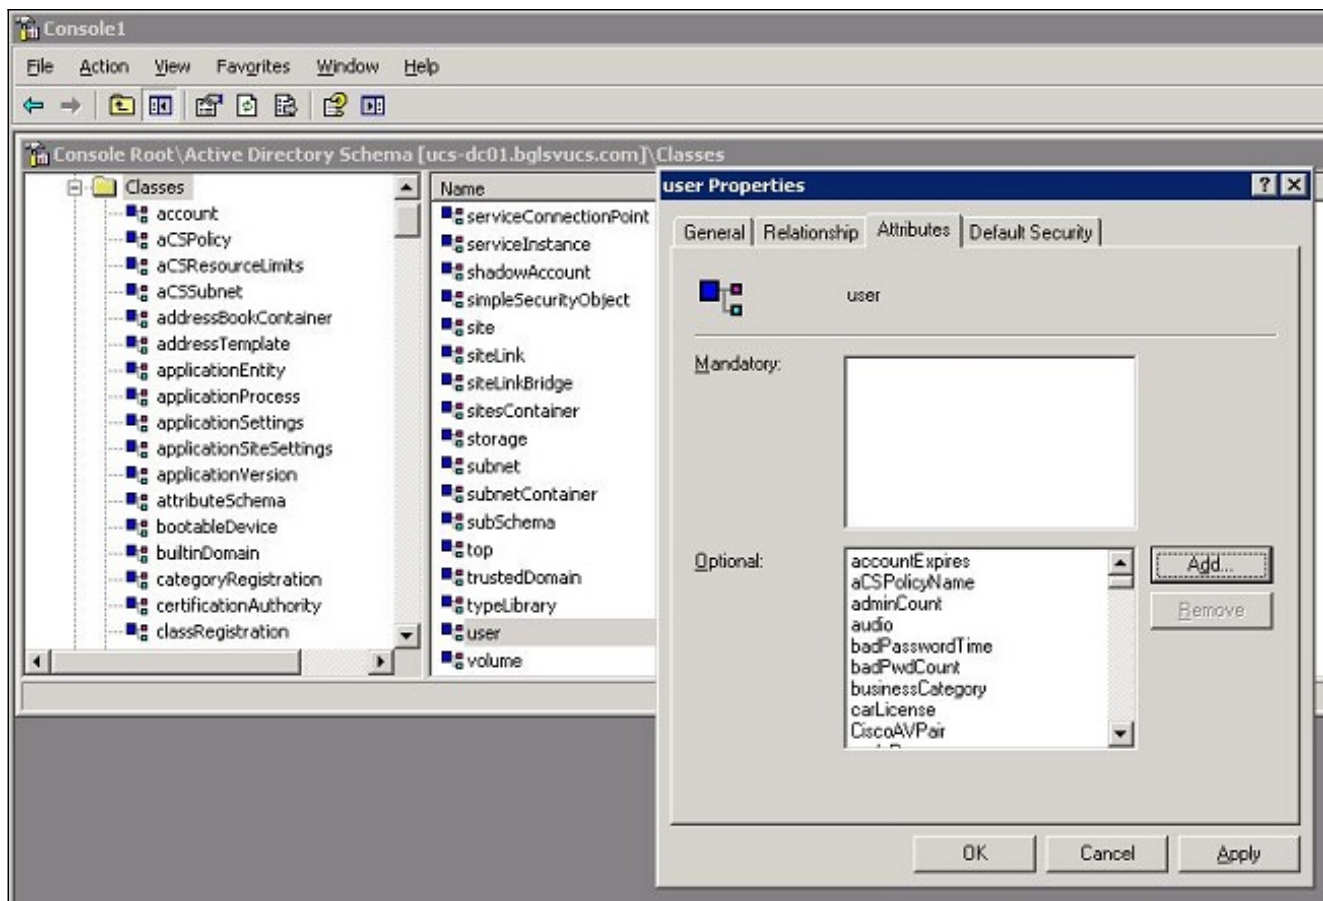 Console1
File Action View Favorites Window Help
Console Root\Active Directory Schema [ucs-dc01.bglsvucs.com]\Classes
Classes
account
aCSPolicy
aCSResourceLimits
aCSSubnet
addressBookContainer
addressTemplate
applicationEntity
applicationProcess
applicationSettings
applicationSiteSettings
applicationVersion
attributeSchema
bootableDevice
builtinDomain
categoryRegistration
certificationAuthority
classRegistration
Name
serviceConnectionPoint
serviceInstance
shadowAccount
simpleSecurityObject
site
siteLink
siteLinkBridge
sitesContainer
storage
subnet
subnetContainer
subSchema
top
trustedDomain
typeLibrary
user
volume
user Properties
General Relationship Attributes Default Security
user
Mandatory:
Optional:
accountExpires
aCSPolicyName
adminCount
audio
badPasswordTime
badPwdCount
businessCategory
carLicense
CiscoAVPair
Add...
Remove
OK Cancel Apply